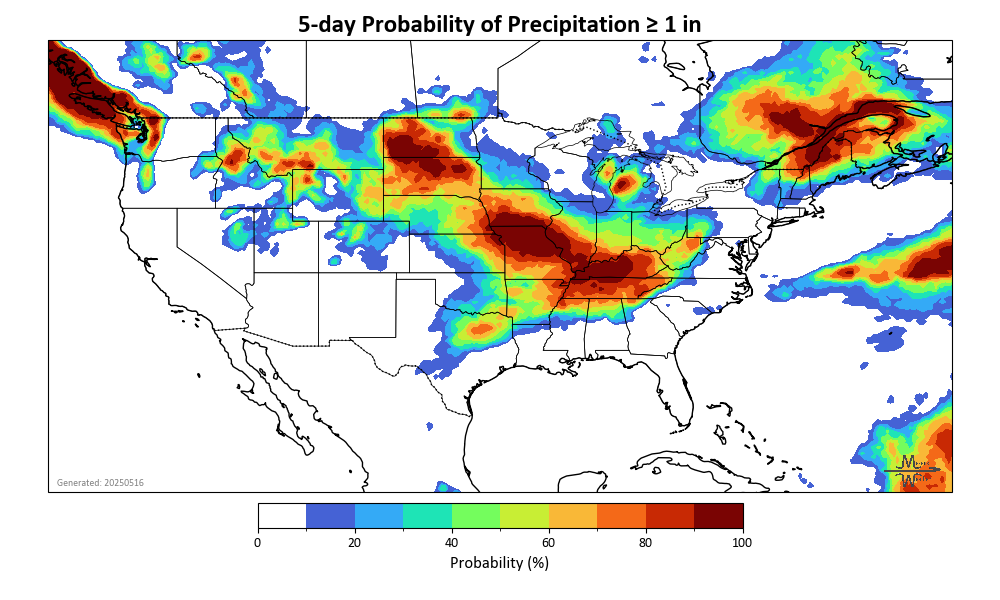 5-day Probability of Precipitation ≥ 1 in
Generated: 20250516
0 20 40 60 80 100
Probability (%)